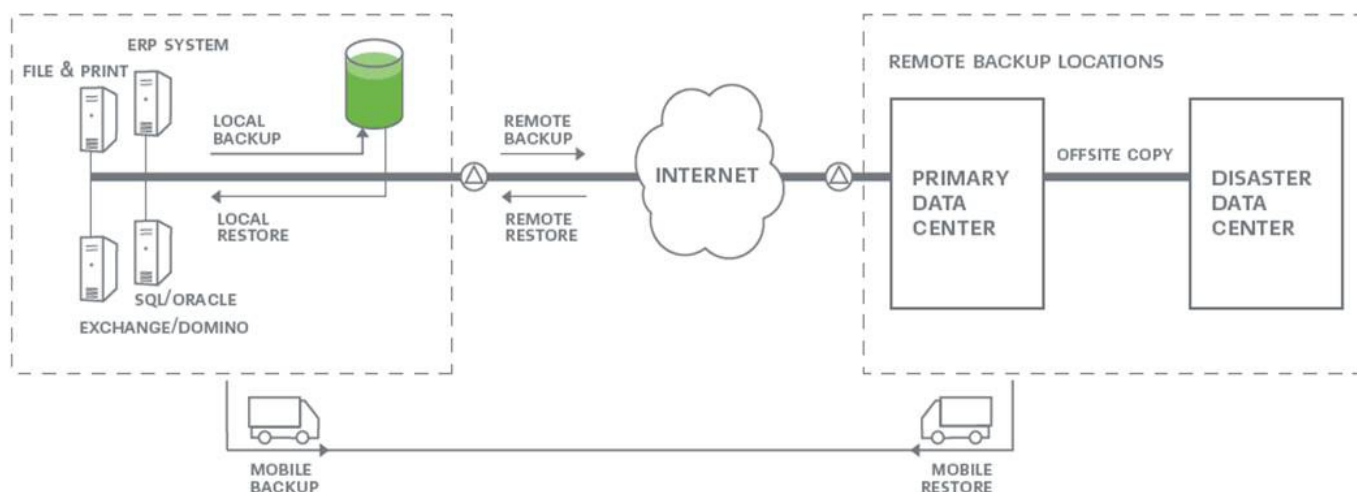 ERP SYSTEM
FILE & PRINT
LOCAL
BACKUP
LOCAL
RESTORE
SQL/ORACLE
EXCHANGE/DOMINO
REMOTE
BACKUP
REMOTE
RESTORE
INTERNET
REMOTE BACKUP LOCATIONS
PRIMARY
DATA
CENTER
OFFSITE COPY
DISASTER
DATA
CENTER
MOBILE
BACKUP
MOBILE
RESTORE